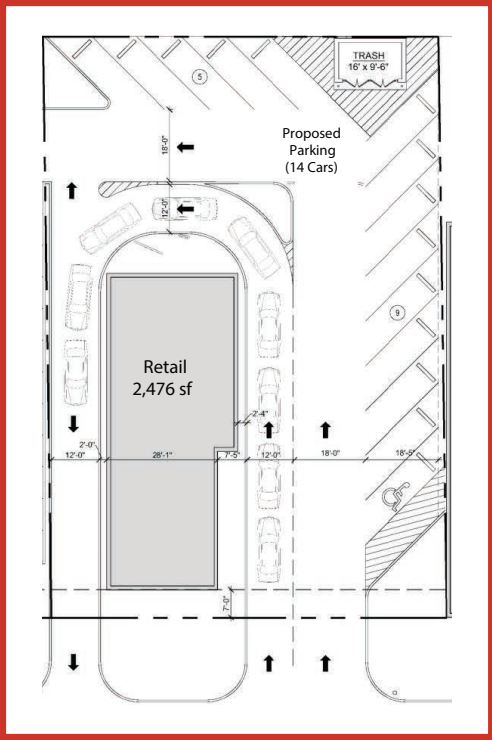 TRASH
16' x 9'-6"
5
Proposed
Parking
(14 Cars)
18'-0"
12'-0"
9
Retail
2,476 sf
2'-4"
2'-0"
12'-0"
28'-1"
7'-5"
12'-0"
18'-0"
18'-5"
7'-0"